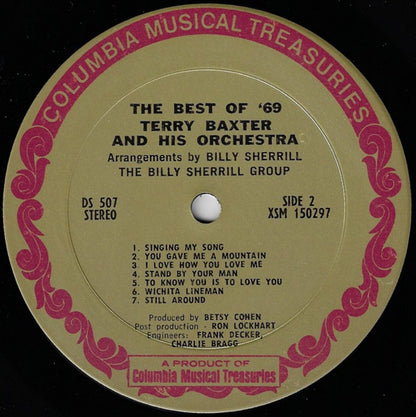 COLUMBIA MUSICAL TREASURIES
THE BEST OF '69
TERRY BAXTER
AND HIS ORCHESTRA
Arrangements by BILLY SHERRILL
THE BILLY SHERRILL GROUP
DS 507 SIDE 2
STEREO XSM 150297
1. SINGING MY SONG
2. YOU GAVE ME A MOUNTAIN
3. I LOVE HOW YOU LOVE ME
4. STAND BY YOUR MAN
5. TO KNOW YOU IS TO LOVE YOU
6. WICHITA LINEMAN
7. STILL AROUND
Produced by BETSY COHEN
Post production - RON LOCKHART
Engineers: FRANK DECKER,
CHARLIE BRAGG
A PRODUCT OF
Columbia Musical Treasuries